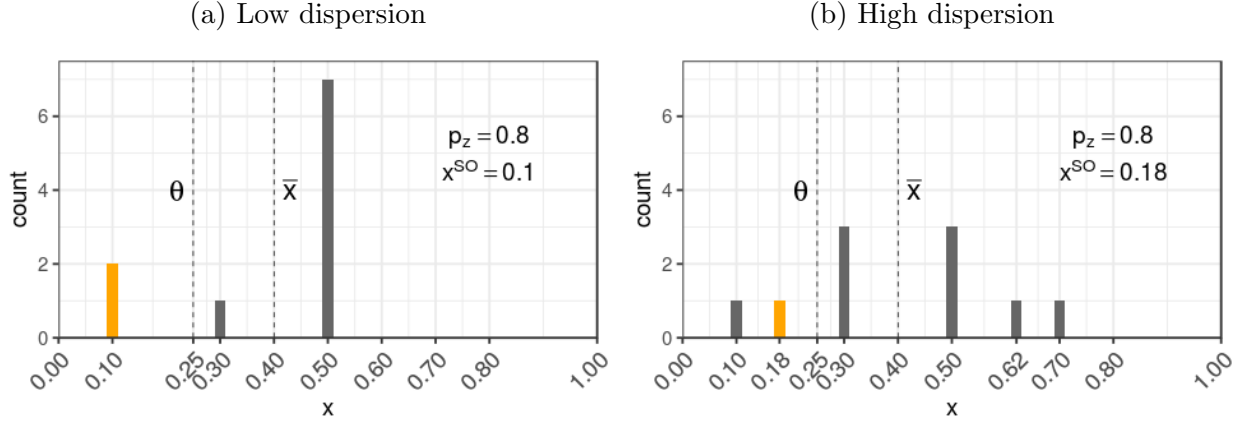 (a) Low dispersion
count
6
4
2
0
θ
x̄
p_z = 0.8
x^SO = 0.1
0.00 0.10 0.25 0.30 0.40 0.50 0.60 0.70 0.80 1.00
x
(b) High dispersion
count
6
4
2
0
θ
x̄
p_z = 0.8
x^SO = 0.18
0.00 0.10 0.18 0.25 0.30 0.40 0.50 0.62 0.70 0.80 1.00
x